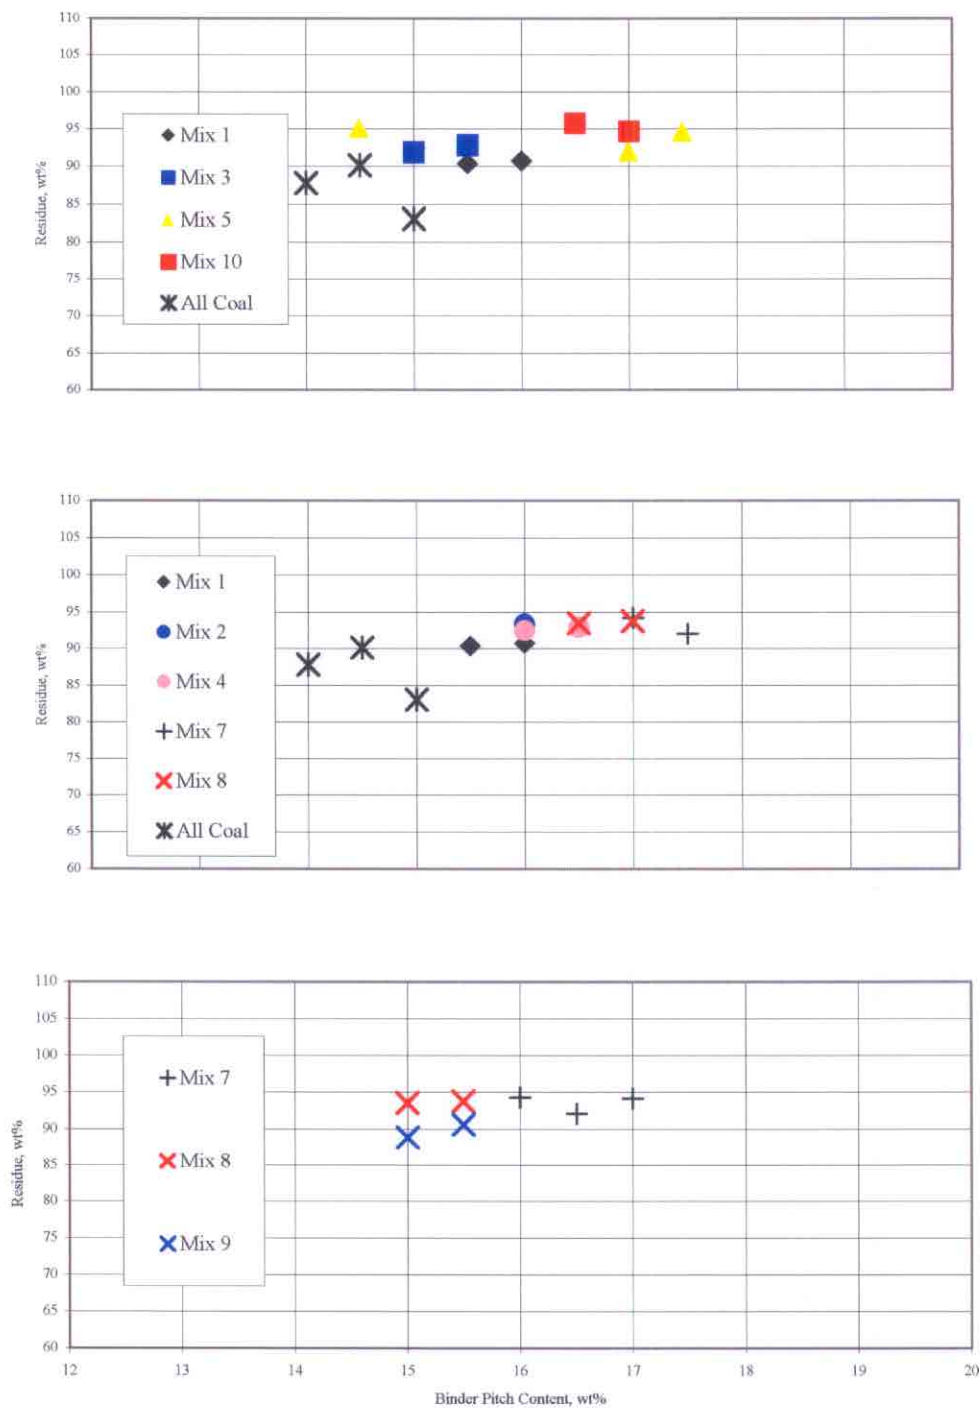 110
105
100
95
90
85
80
75
70
65
60
Residue, wt%
Mix 1
Mix 3
Mix 5
Mix 10
All Coal
110
105
100
95
90
85
80
75
70
65
60
Residue, wt%
Mix 1
Mix 2
Mix 4
Mix 7
Mix 8
All Coal
110
105
100
95
90
85
80
75
70
65
60
Residue, wt%
Mix 7
Mix 8
Mix 9
12 13 14 15 16 17 18 19 20
Binder Pitch Content, wt%